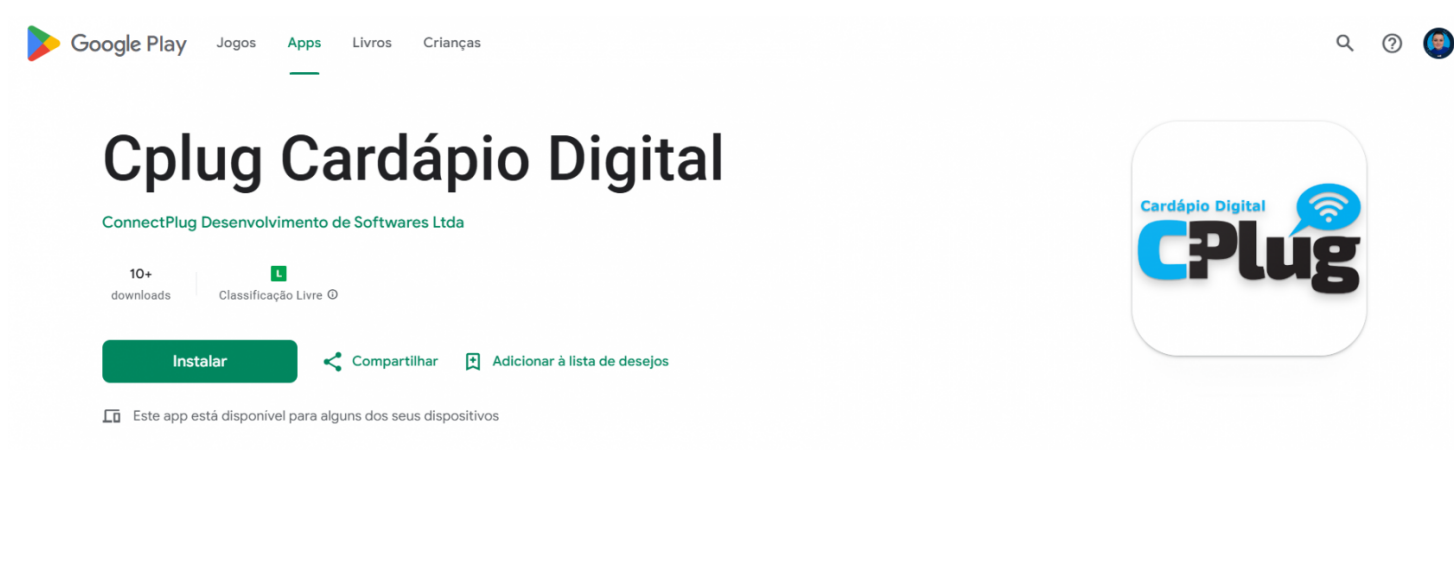 Google Play Jogos Apps Livros Crianças
Cplug Cardápio Digital
ConnectPlug Desenvolvimento de Softwares Ltda
10+
downloads
L
Classificação Livre
Instalar
Compartilhar
Adicionar à lista de desejos
Este app está disponível para alguns dos seus dispositivos
Cardápio Digital
CPlug